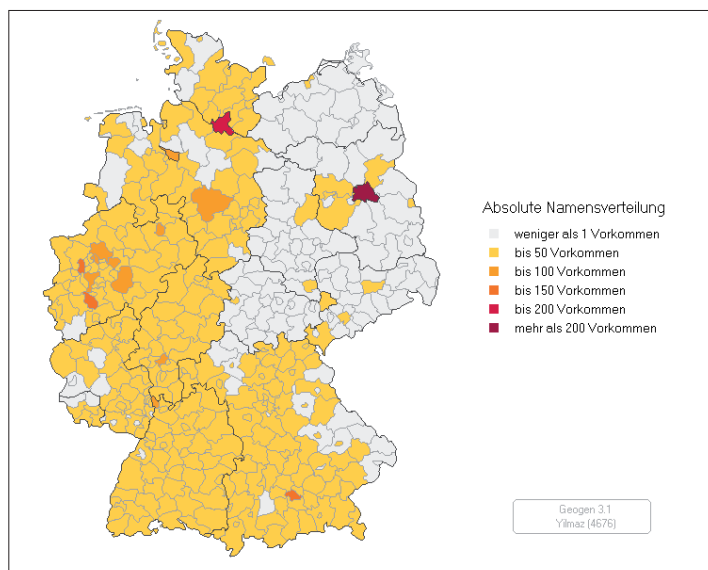 Absolute Namensverteilung
weniger als 1 Vorkommen
bis 50 Vorkommen
bis 100 Vorkommen
bis 150 Vorkommen
bis 200 Vorkommen
mehr als 200 Vorkommen
Geogen 3.1
Yilmaz (4676)